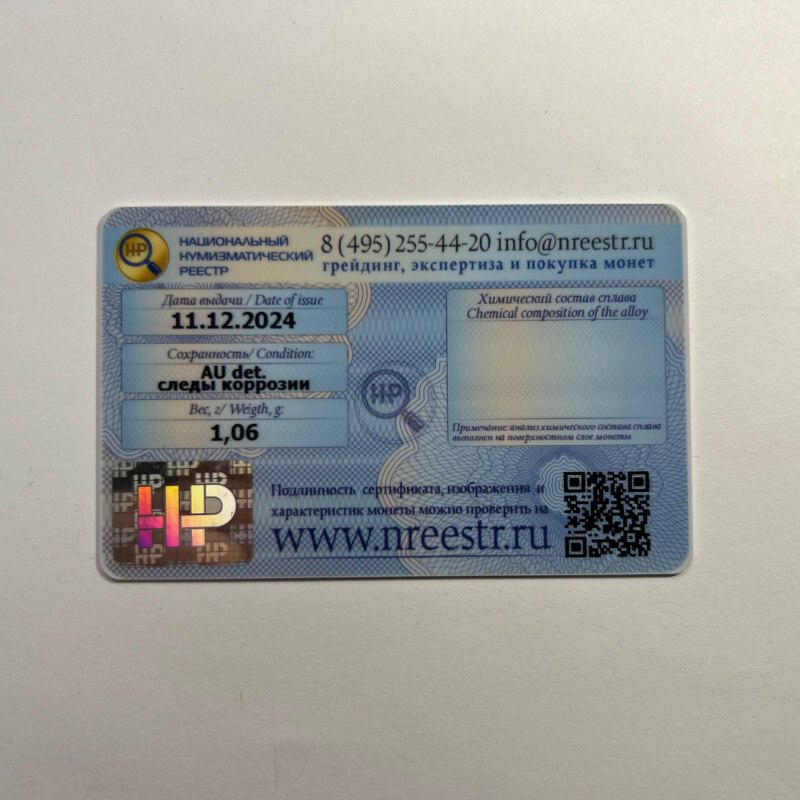 НАЦИОНАЛЬНЫЙ
НУМИЗМАТИЧЕСКИЙ
РЕЕСТР
8 (495) 255-44-20 info@nreestr.ru
грейдинг, экспертиза и покупка монет
Дата выдачи / Date of issue
11.12.2024
Сохранность/ Condition:
AU det.
следы коррозии
Вес, г/ Weigth, g:
1,06
Химический состав сплава
Chemical composition of the alloy
Примечание: анализ химического состава сплава
выполнен на поверхностном слое монеты
НР
НР
НР
Подлинность сертификата, изображения и
характеристик монеты можно проверить на
www.nreestr.ru